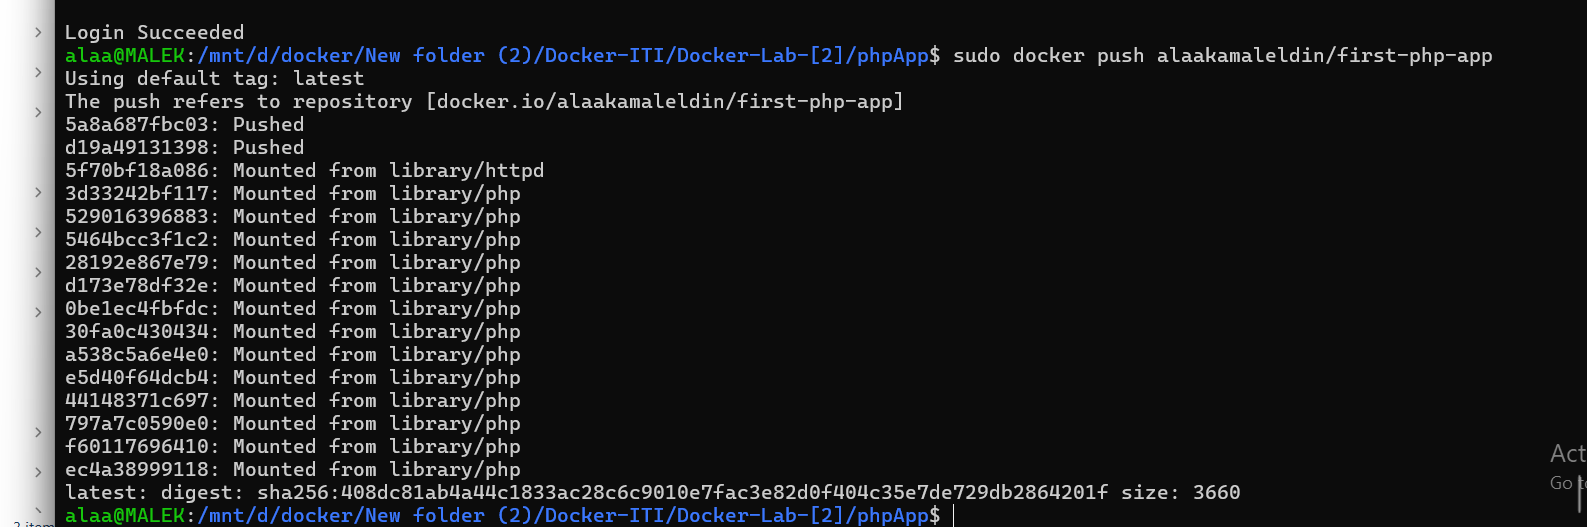 Login Succeeded
alaa@MALEK:/mnt/d/docker/New folder (2)/Docker-ITI/Docker-Lab-[2]/phpApp$ sudo docker push alaakamaleldin/first-php-app
Using default tag: latest
The push refers to repository [docker.io/alaakamaleldin/first-php-app]
5a8a687fbc03: Pushed
d19a49131398: Pushed
5f70bf18a086: Mounted from library/httpd
3d33242bf117: Mounted from library/php
529016396883: Mounted from library/php
5464bcc3f1c2: Mounted from library/php
28192e867e79: Mounted from library/php
d173e78df32e: Mounted from library/php
0be1ec4fbfdc: Mounted from library/php
30fa0c430434: Mounted from library/php
a538c5a6e4e0: Mounted from library/php
e5d40f64dcb4: Mounted from library/php
44148371c697: Mounted from library/php
797a7c0590e0: Mounted from library/php
f60117696410: Mounted from library/php
ec4a38999118: Mounted from library/php
latest: digest: sha256:408dc81ab4a44c1833ac28c6c9010e7fac3e82d0f404c35e7de729db2864201f size: 3660
alaa@MALEK:/mnt/d/docker/New folder (2)/Docker-ITI/Docker-Lab-[2]/phpApp$
Act
Go